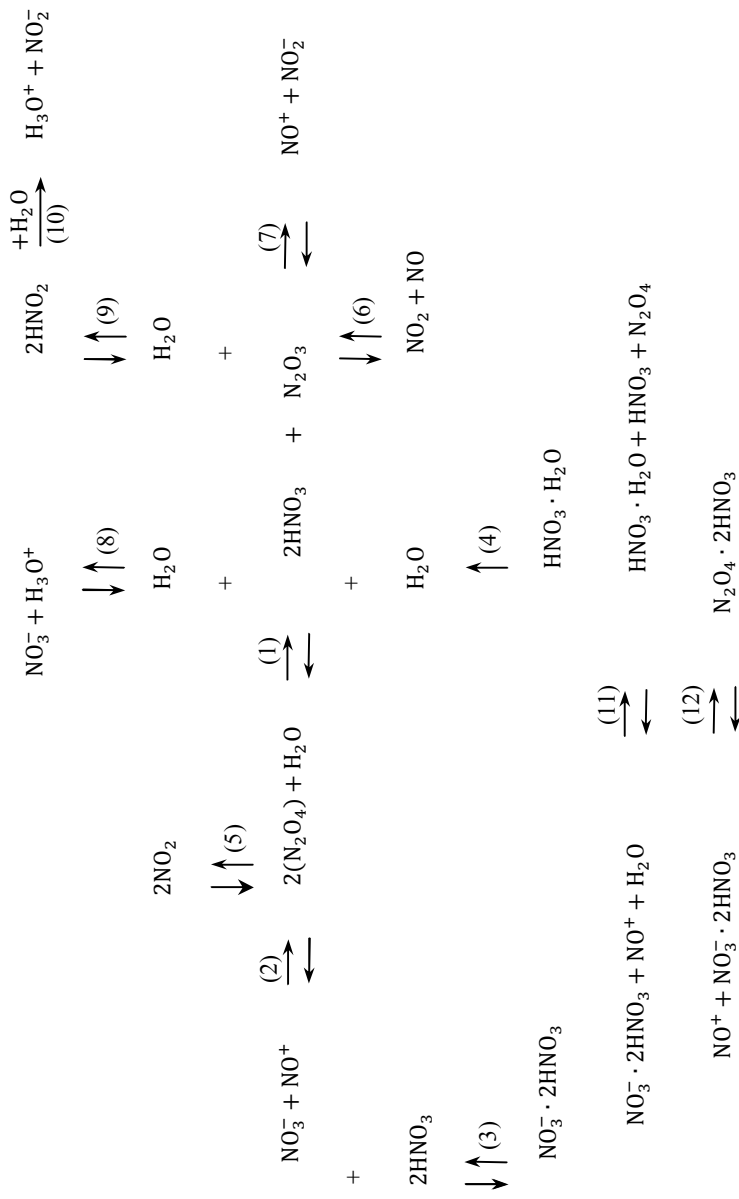 +H₂O
NO₃⁻ + H₃O⁺ 2HNO₂ (10) H₃O⁺ + NO₂⁻
(8) (9)
2NO₂ H₂O H₂O
(5) + +
(2) (1) (7)
NO₃⁻ + NO⁺ 2(N₂O₄) + H₂O 2HNO₃ + N₂O₃ NO⁺ + NO₂⁻
+ + (6)
2HNO₃ H₂O NO₂ + NO
(3) (4)
NO₃⁻ · 2HNO₃ HNO₃ · H₂O
(11)
NO₃⁻ · 2HNO₃ + NO⁺ + H₂O HNO₃ · H₂O + HNO₃ + N₂O₄
(12)
NO⁺ + NO₃⁻ · 2HNO₃ N₂O₄ · 2HNO₃